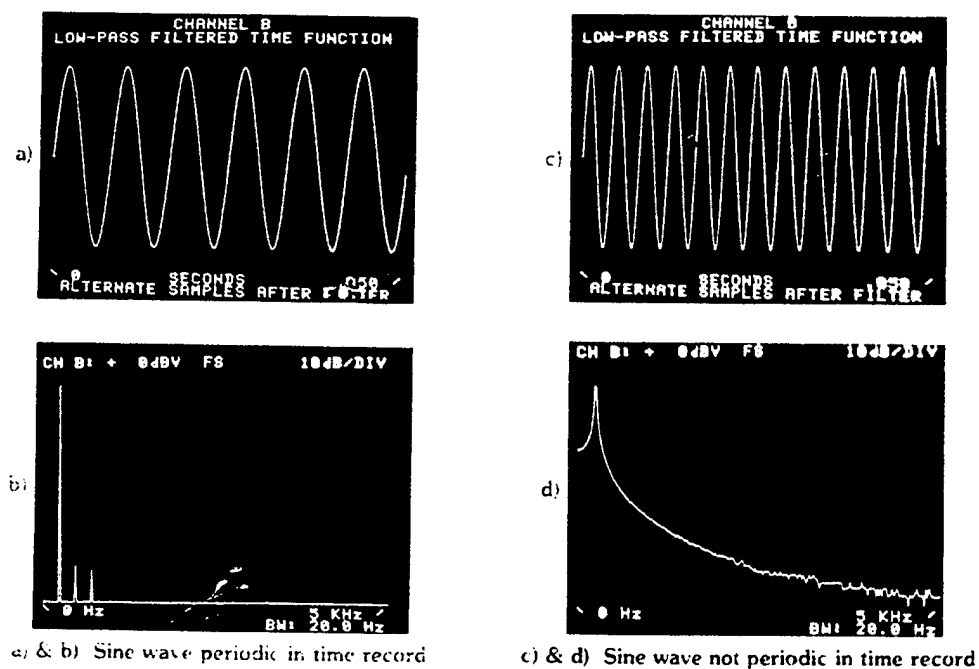 CHANNEL B
LOW-PASS FILTERED TIME FUNCTION
a)
0
SECONDS
.050
ALTERNATE SAMPLES AFTER FILTER
CHANNEL B
LOW-PASS FILTERED TIME FUNCTION
c)
0
SECONDS
.050
ALTERNATE SAMPLES AFTER FILTER
CH B: + 0dBV FS 10dB/DIV
b)
0 Hz
5 KHz
BW: 20.0 Hz
CH B: + 0dBV FS 10dB/DIV
d)
0 Hz
5 KHz
BW: 20.0 Hz
a) & b) Sine wave periodic in time record
c) & d) Sine wave not periodic in time record